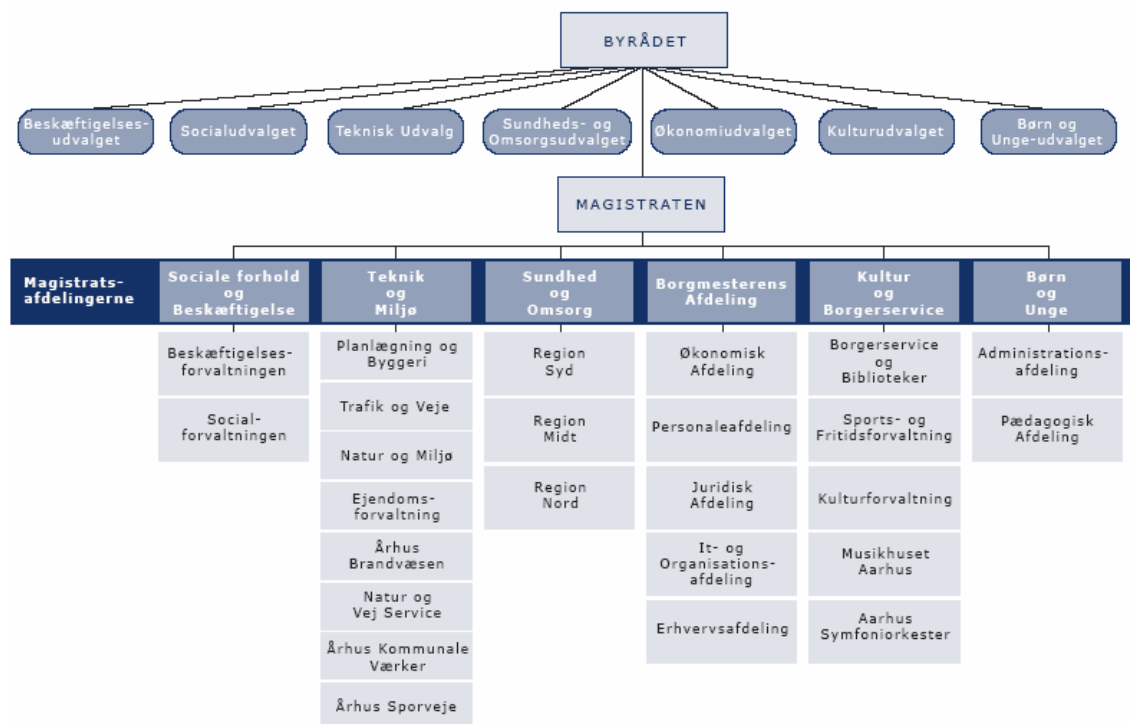 BYRÅDET
Beskæftigelses-
udvalget
Socialudvalget
Teknisk Udvalg
Sundheds- og
Omsorgsudvalget
Økonomiudvalget
Kulturudvalget
Børn og
Unge-udvalget
MAGISTRATEN
Magistrats-
afdelingerne
Sociale forhold
og
Beskæftigelse
Teknik
og
Miljø
Sundhed
og
Omsorg
Borgmesterens
Afdeling
Kultur
og
Borgerservice
Børn
og
Unge
Beskæftigelses-
forvaltningen
Social-
forvaltningen
Planlægning og
Byggeri
Trafik og Veje
Natur og Miljø
Ejendoms-
forvaltning
Århus
Brandvæsen
Natur og
Vej Service
Århus Kommunale
Værker
Århus Sporveje
Region
Syd
Region
Midt
Region
Nord
Økonomisk
Afdeling
Personaleafdeling
Juridisk
Afdeling
It- og
Organisations-
afdeling
Erhvervsafdeling
Borgerservice
og
Biblioteker
Sports- og
Fritidsforvaltning
Kulturforvaltning
Musikhuset
Aarhus
Aarhus
Symfoniorkester
Administrations-
afdeling
Pædagogisk
Afdeling